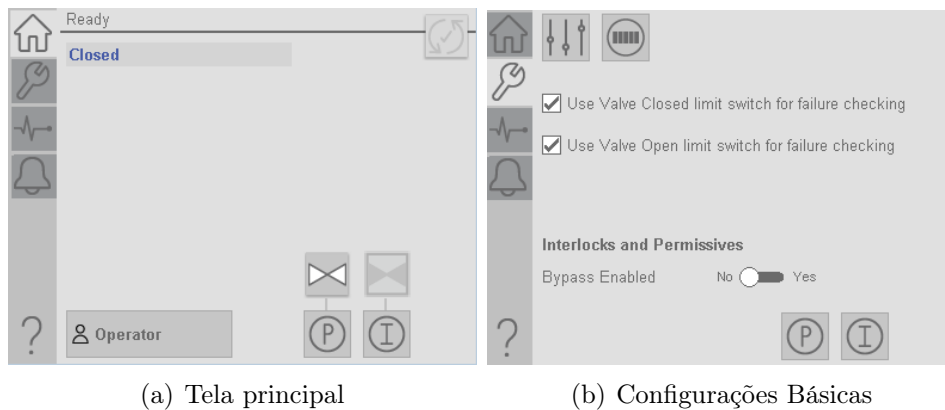 Ready
Closed
Operator
P
I
?
Use Valve Closed limit switch for failure checking
Use Valve Open limit switch for failure checking
Interlocks and Permissives
Bypass Enabled No Yes
P
I
?
(a) Tela principal
(b) Configurações Básicas